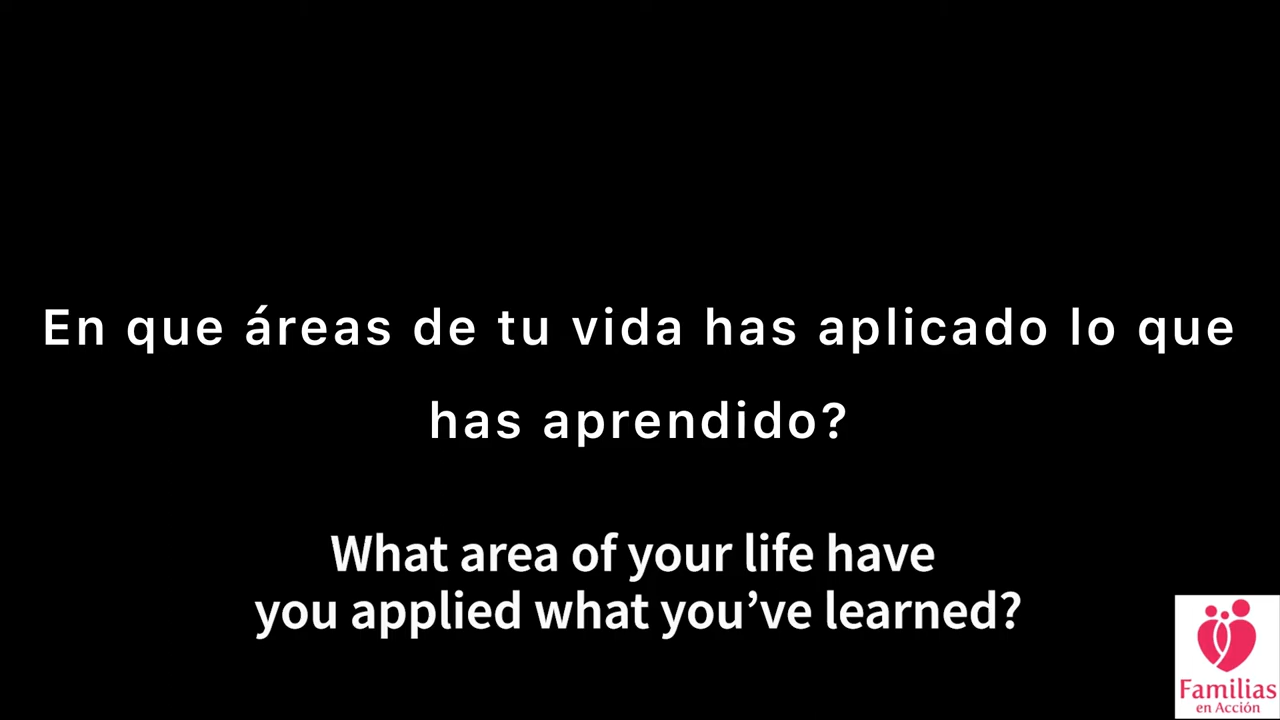 En que áreas de tu vida has aplicado lo que
has aprendido?
What area of your life have
you applied what you’ve learned?
Familias
en Acción